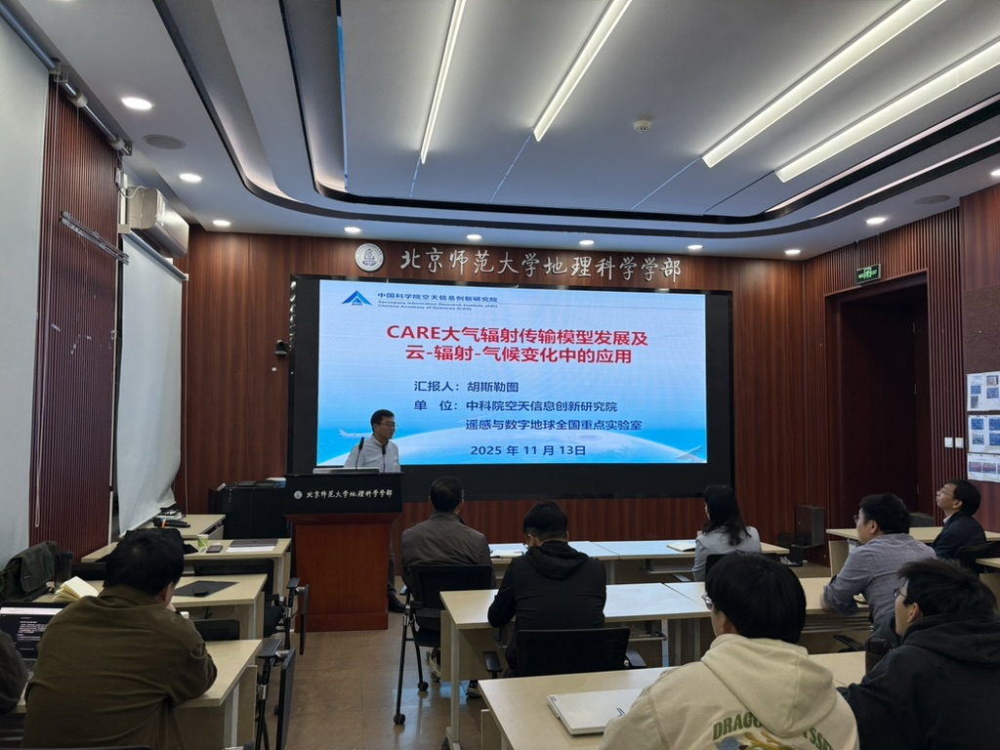 北京师范大学地理科学学部
AIR
中国科学院空天信息创新研究院
Aerospace Information Research Institute (AIR)
Chinese Academy of Sciences (CAS)
CARE大气辐射传输模型发展及
云-辐射-气候变化中的应用
汇报人：胡斯勒图
单 位：中科院空天信息创新研究院
遥感与数字地球全国重点实验室
2025 年 11 月 13日
北京师范大学地理科学学部